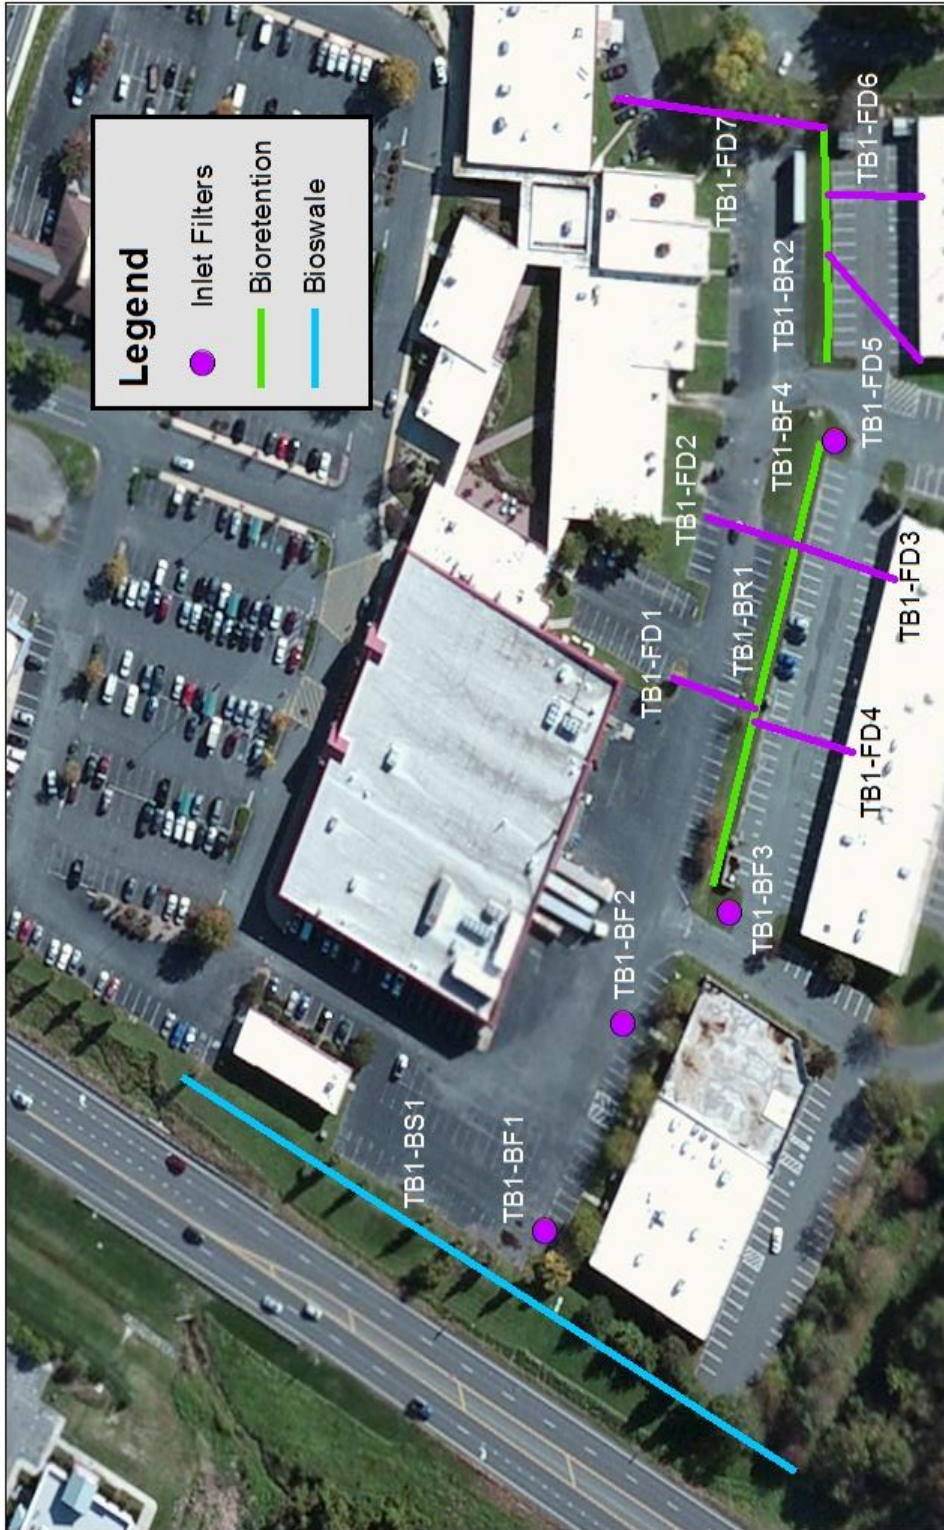 Legend
Inlet Filters
Bioretention
Bioswale
TB1-BS1
TB1-BF1
TB1-BF2
TB1-BF3
TB1-FD1
TB1-BR1
TB1-FD4
TB1-FD2
TB1-FD3
TB1-BF4
TB1-FD5
TB1-BR2
TB1-FD7
TB1-FD6